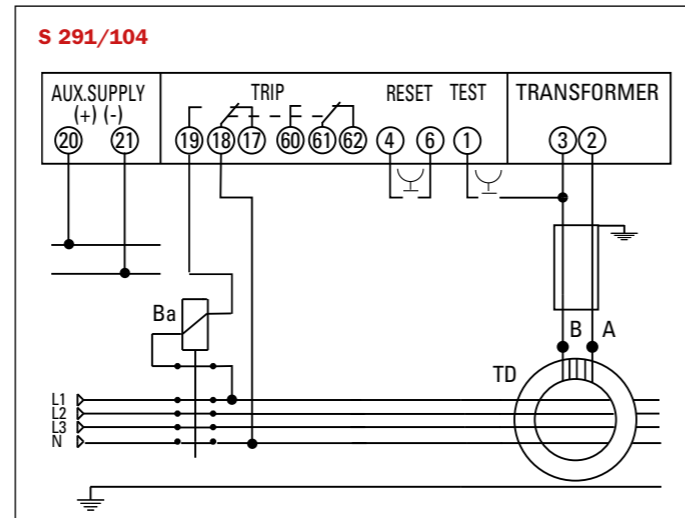 S 291/104
AUX.SUPPLY TRIP RESET TEST TRANSFORMER
(+) (-)
20 21 19 18 17 60 61 62 4 6 1 3 2
Ba
B A
TD
L1
L2
L3
N